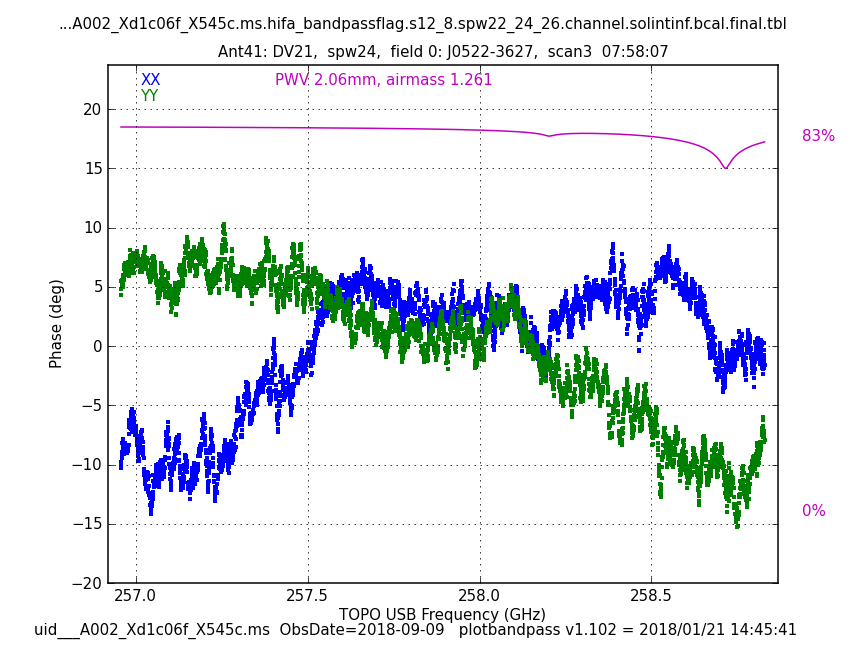 ...A002_Xd1c06f_X545c.ms.hifa_bandpassflag.s12_8.spw22_24_26.channel.solintinf.bcal.final.tbl
Ant41: DV21,  spw24,  field 0: J0522-3627,  scan3  07:58:07
XX
PWV 2.06mm, airmass 1.261
YY
20
83%
15
10
5
0
−5
−10
0%
−15
−20
Phase (deg)
257.0 257.5 258.0 258.5
TOPO USB Frequency (GHz)
uid___A002_Xd1c06f_X545c.ms  ObsDate=2018-09-09   plotbandpass v1.102 = 2018/01/21 14:45:41